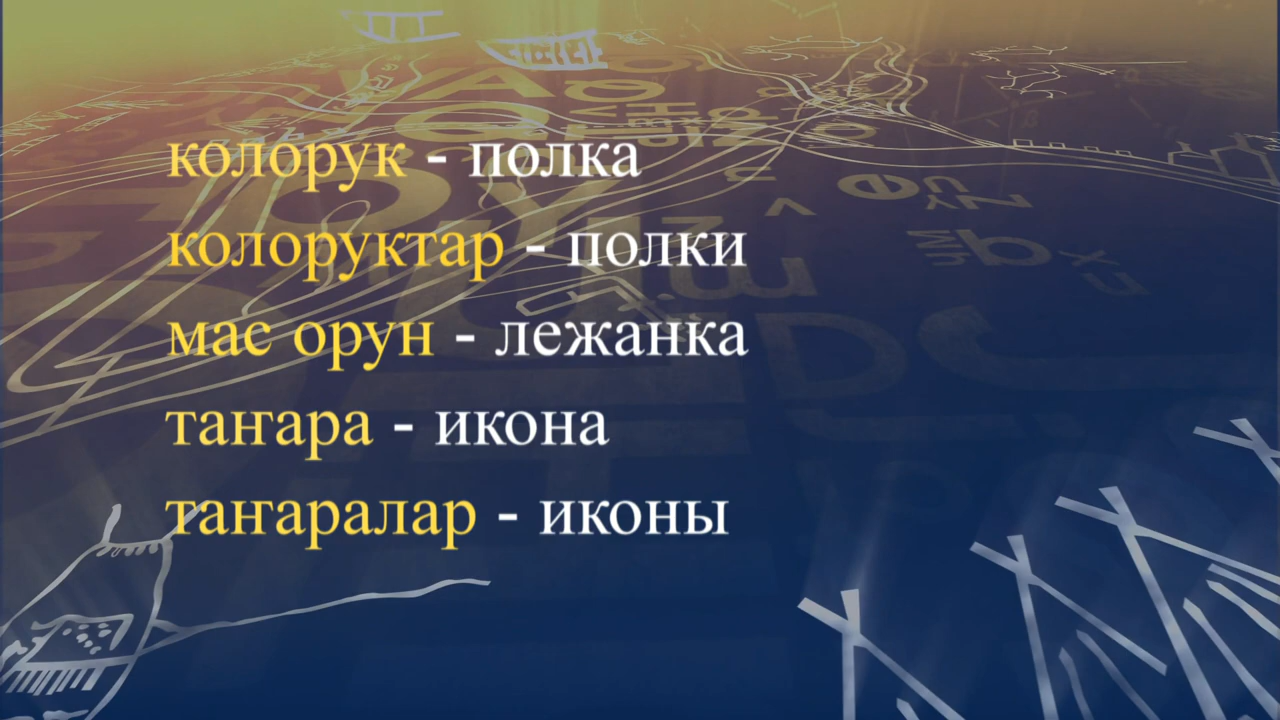 колорук - полка
колоруктар - полки
мас орун - лежанка
таҥара - икона
таҥаралар - иконы